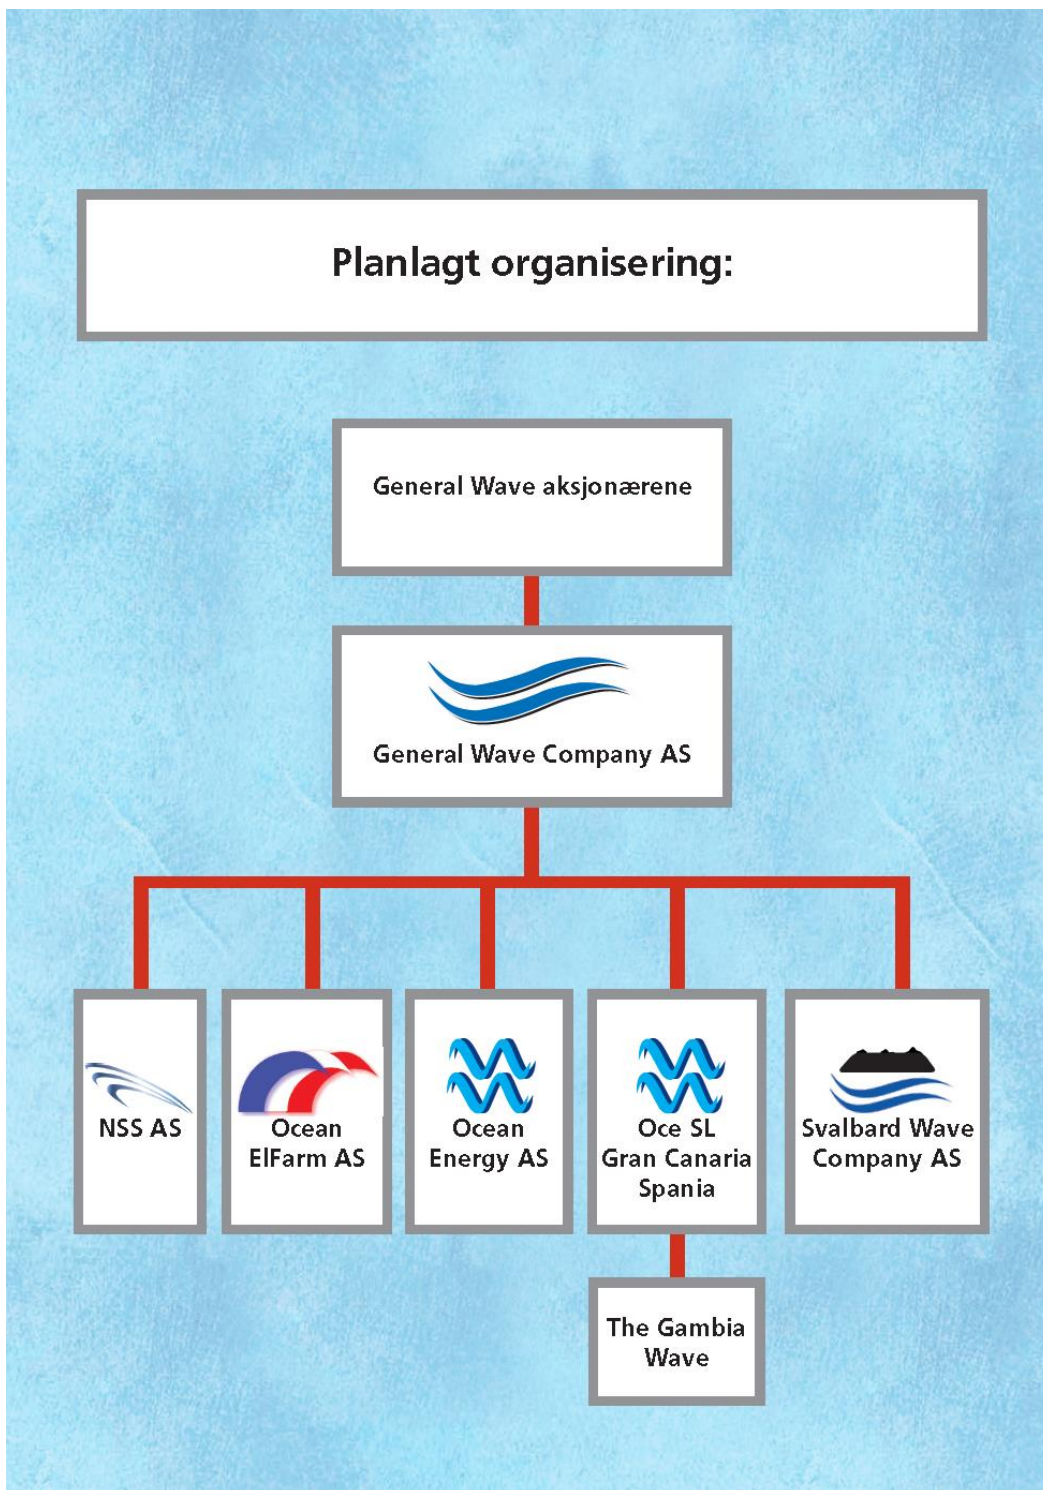 Planlagt organisering:
General Wave aksjonærene
General Wave Company AS
NSS AS
Ocean
ElFarm AS
Ocean
Energy AS
Oce SL
Gran Canaria
Spania
Svalbard Wave
Company AS
The Gambia
Wave